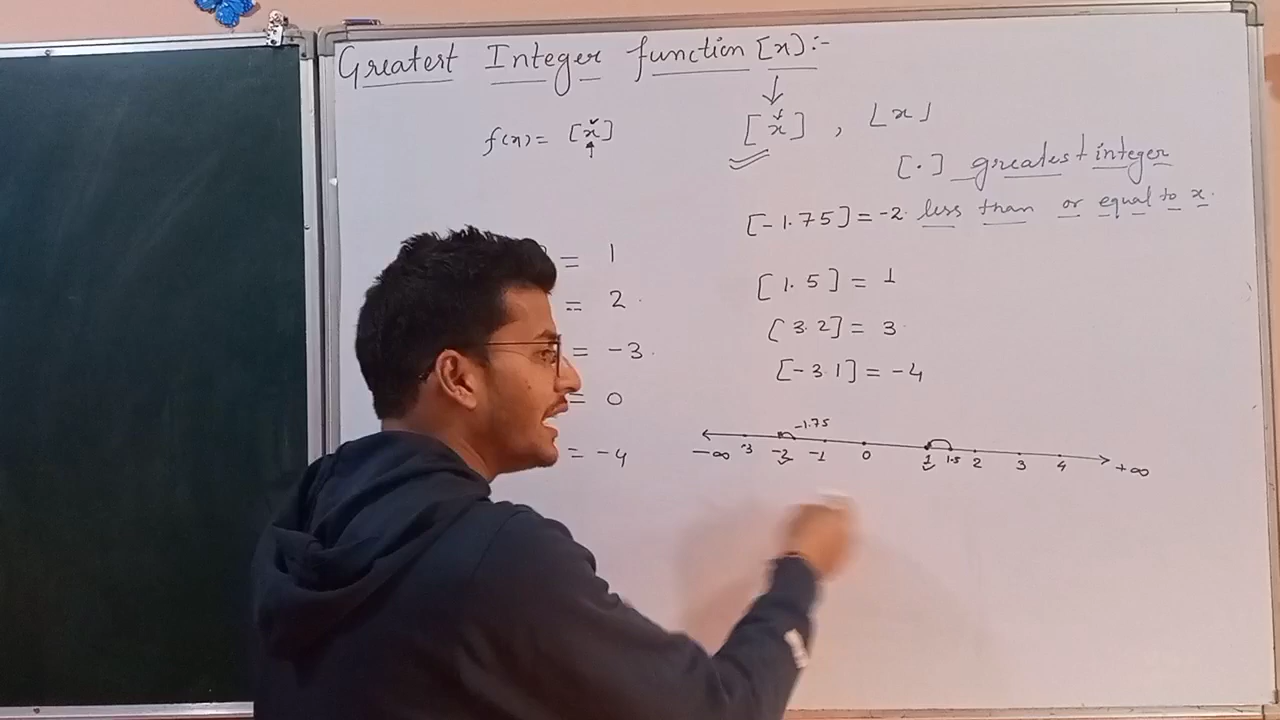 Greatest Integer function [x]:-
f(x) = [x] [x] , ⌊x⌋
[·] greatest integer
[-1.75] = -2. less than or equal to x.
= 1
= 2.
= -3.
= 0
= -4
[1.5] = 1
[3.2] = 3
[-3.1] = -4
-1.75
-∞ -3 -2 -1 0 1 1.5 2 3 4 +∞